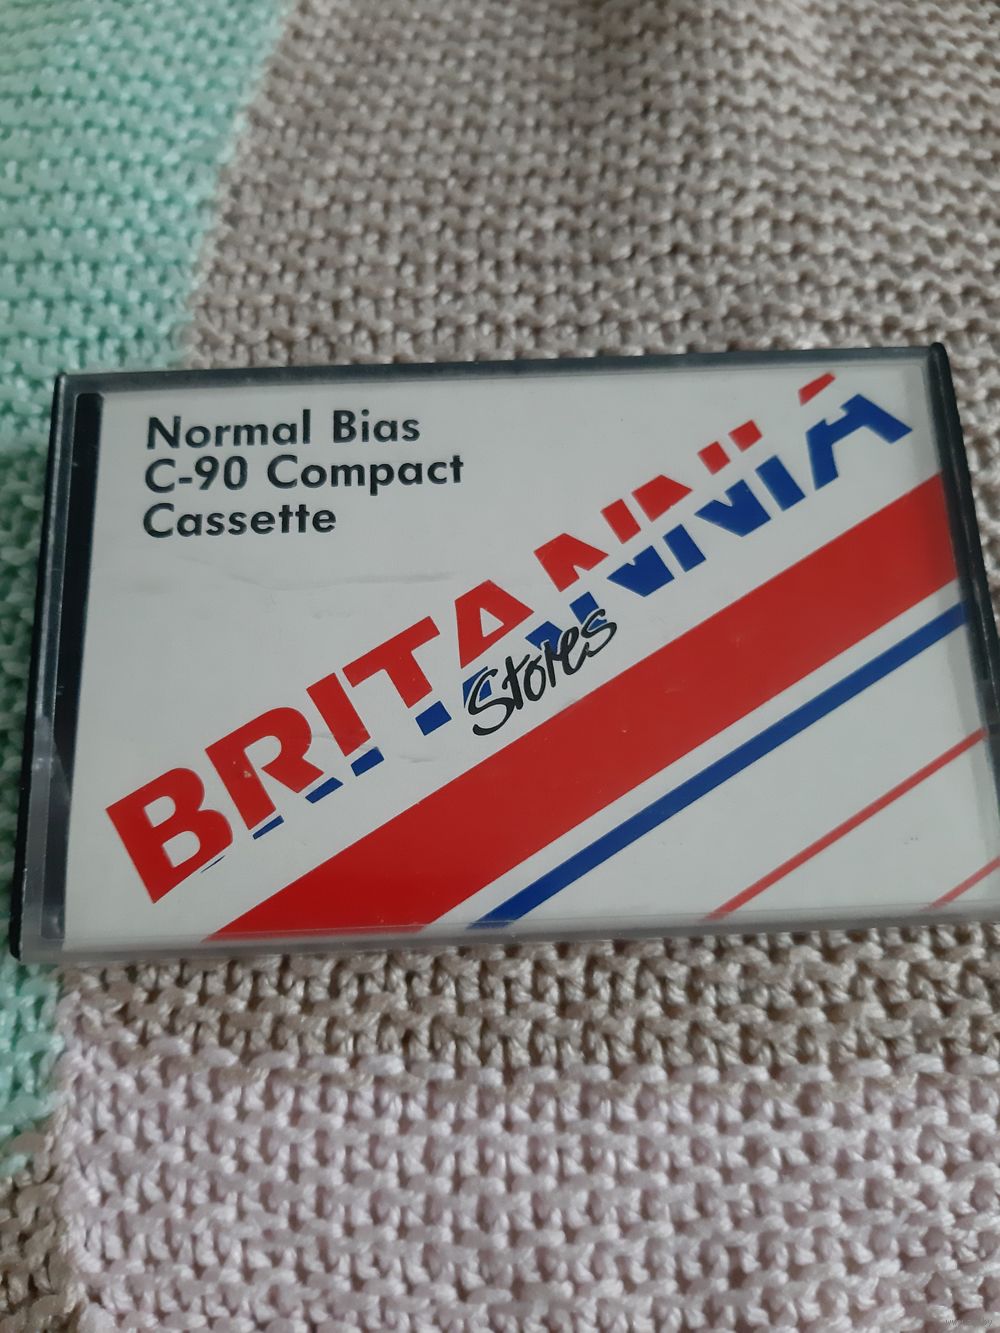 Normal Bias
C-90 Compact
Cassette
BRITANNIA
Stores